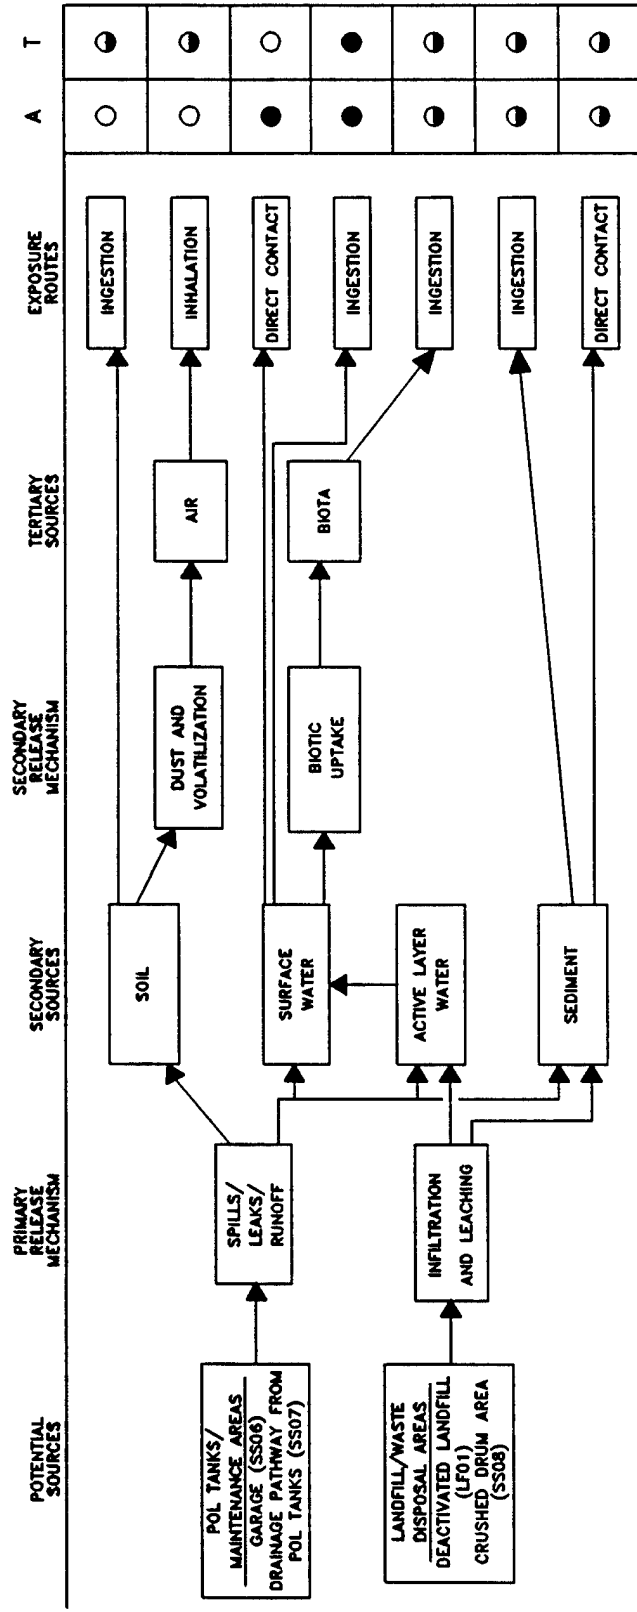 POTENTIAL
SOURCES
PRIMARY
RELEASE
MECHANISM
SECONDARY
SOURCES
SECONDARY
RELEASE
MECHANISM
TERTIARY
SOURCES
EXPOSURE
ROUTES
A
T
POL TANKS/
MAINTENANCE AREAS
GARAGE (SS06)
DRAINAGE PATHWAY FROM
POL TANKS (SS07)
LANDFILL/WASTE
DISPOSAL AREAS
DEACTIVATED LANDFILL
(LF01)
CRUSHED DRUM AREA
(SS08)
SPILLS/
LEAKS/
RUNOFF
INFILTRATION
AND LEACHING
SOIL
SURFACE
WATER
ACTIVE LAYER
WATER
SEDIMENT
DUST AND
VOLATILIZATION
BIOTIC
UPTAKE
AIR
BIOTA
INGESTION
INHALATION
DIRECT CONTACT
INGESTION
INGESTION
INGESTION
DIRECT CONTACT